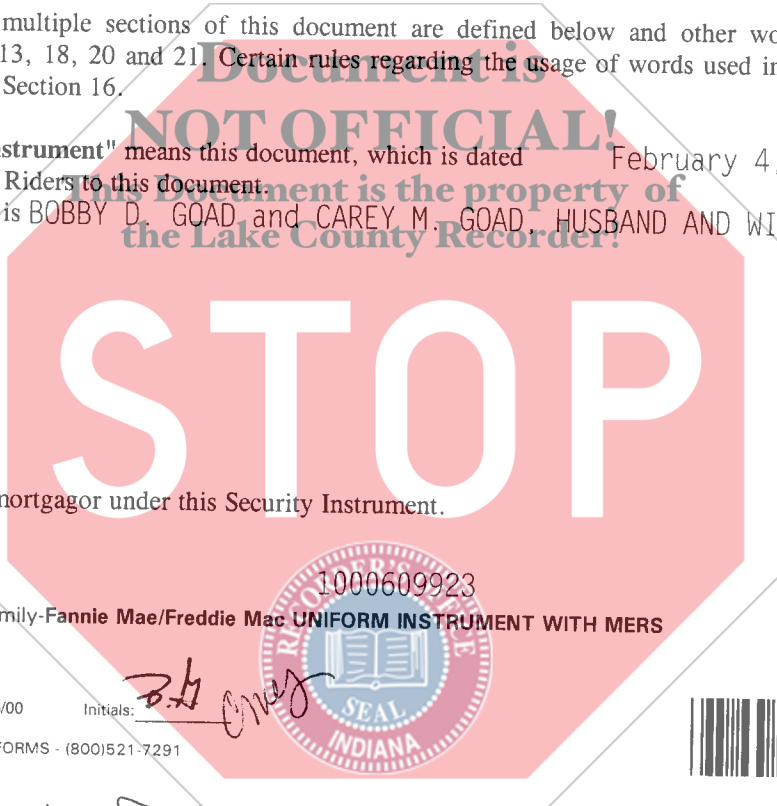 multiple sections of this document are defined below and other wo
13, 18, 20 and 21. Certain rules regarding the usage of words used in
Section 16.
Document is
NOT OFFICIAL!
strument" means this document, which is dated February 4,
Riders to this document.
This Document is the property of
is BOBBY D. GOAD and CAREY M. GOAD, HUSBAND AND WI
the Lake County Recorder!
STOP
mortgagor under this Security Instrument.
1000609923
mily-Fannie Mae/Freddie Mac UNIFORM INSTRUMENT WITH MERS
/00 Initials: B.G CMG
FORMS - (800)521-7291
RECORDER'S OFFICE
SEAL
INDIANA